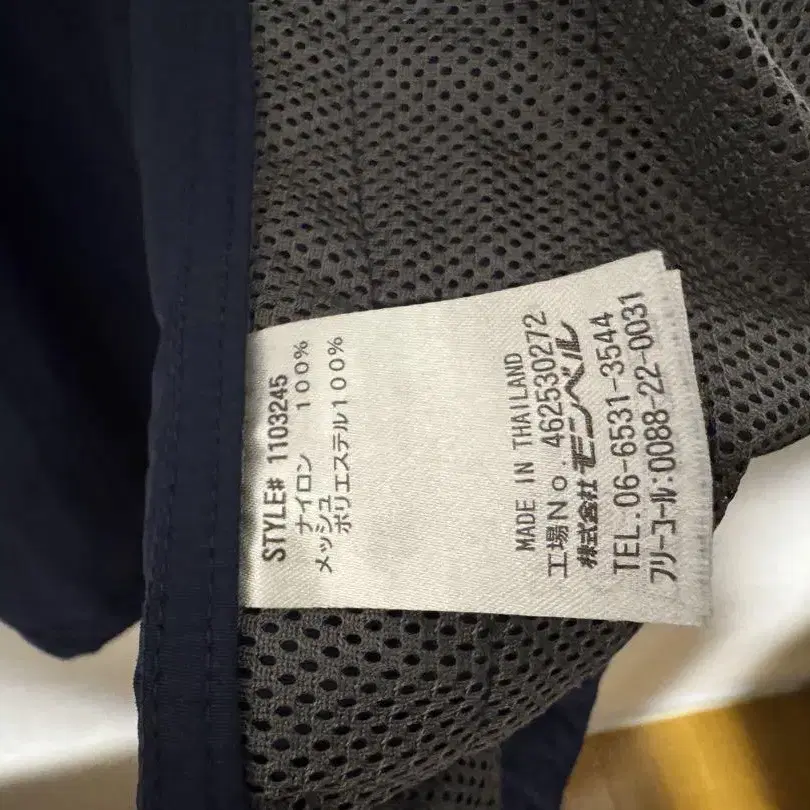 STYLE# 1103245
ナイロン 100%
メッシュ
ポリエステル100%
MADE IN THAILAND
工場No. 462530272
株式会社モンベル
TEL.06-6531-3544
フリーコール:0088-22-0031